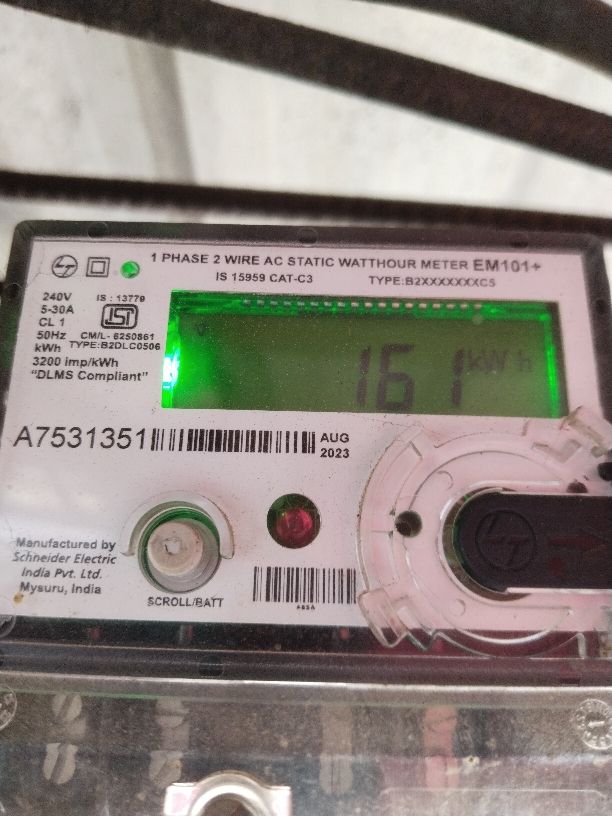 1 PHASE 2 WIRE AC STATIC WATTHOUR METER EM101+
IS 15959 CAT-C3 TYPE:B2XXXXXXXC5
240V IS : 13779
5-30A
CL 1 ISI
50Hz CM/L- 6250861
kWh TYPE:B2DLC0506
3200 imp/kWh
"DLMS Compliant"
161 kWh
A7531351 AUG
2023
Manufactured by
Schneider Electric
India Pvt. Ltd.
Mysuru, India
SCROLL/BATT